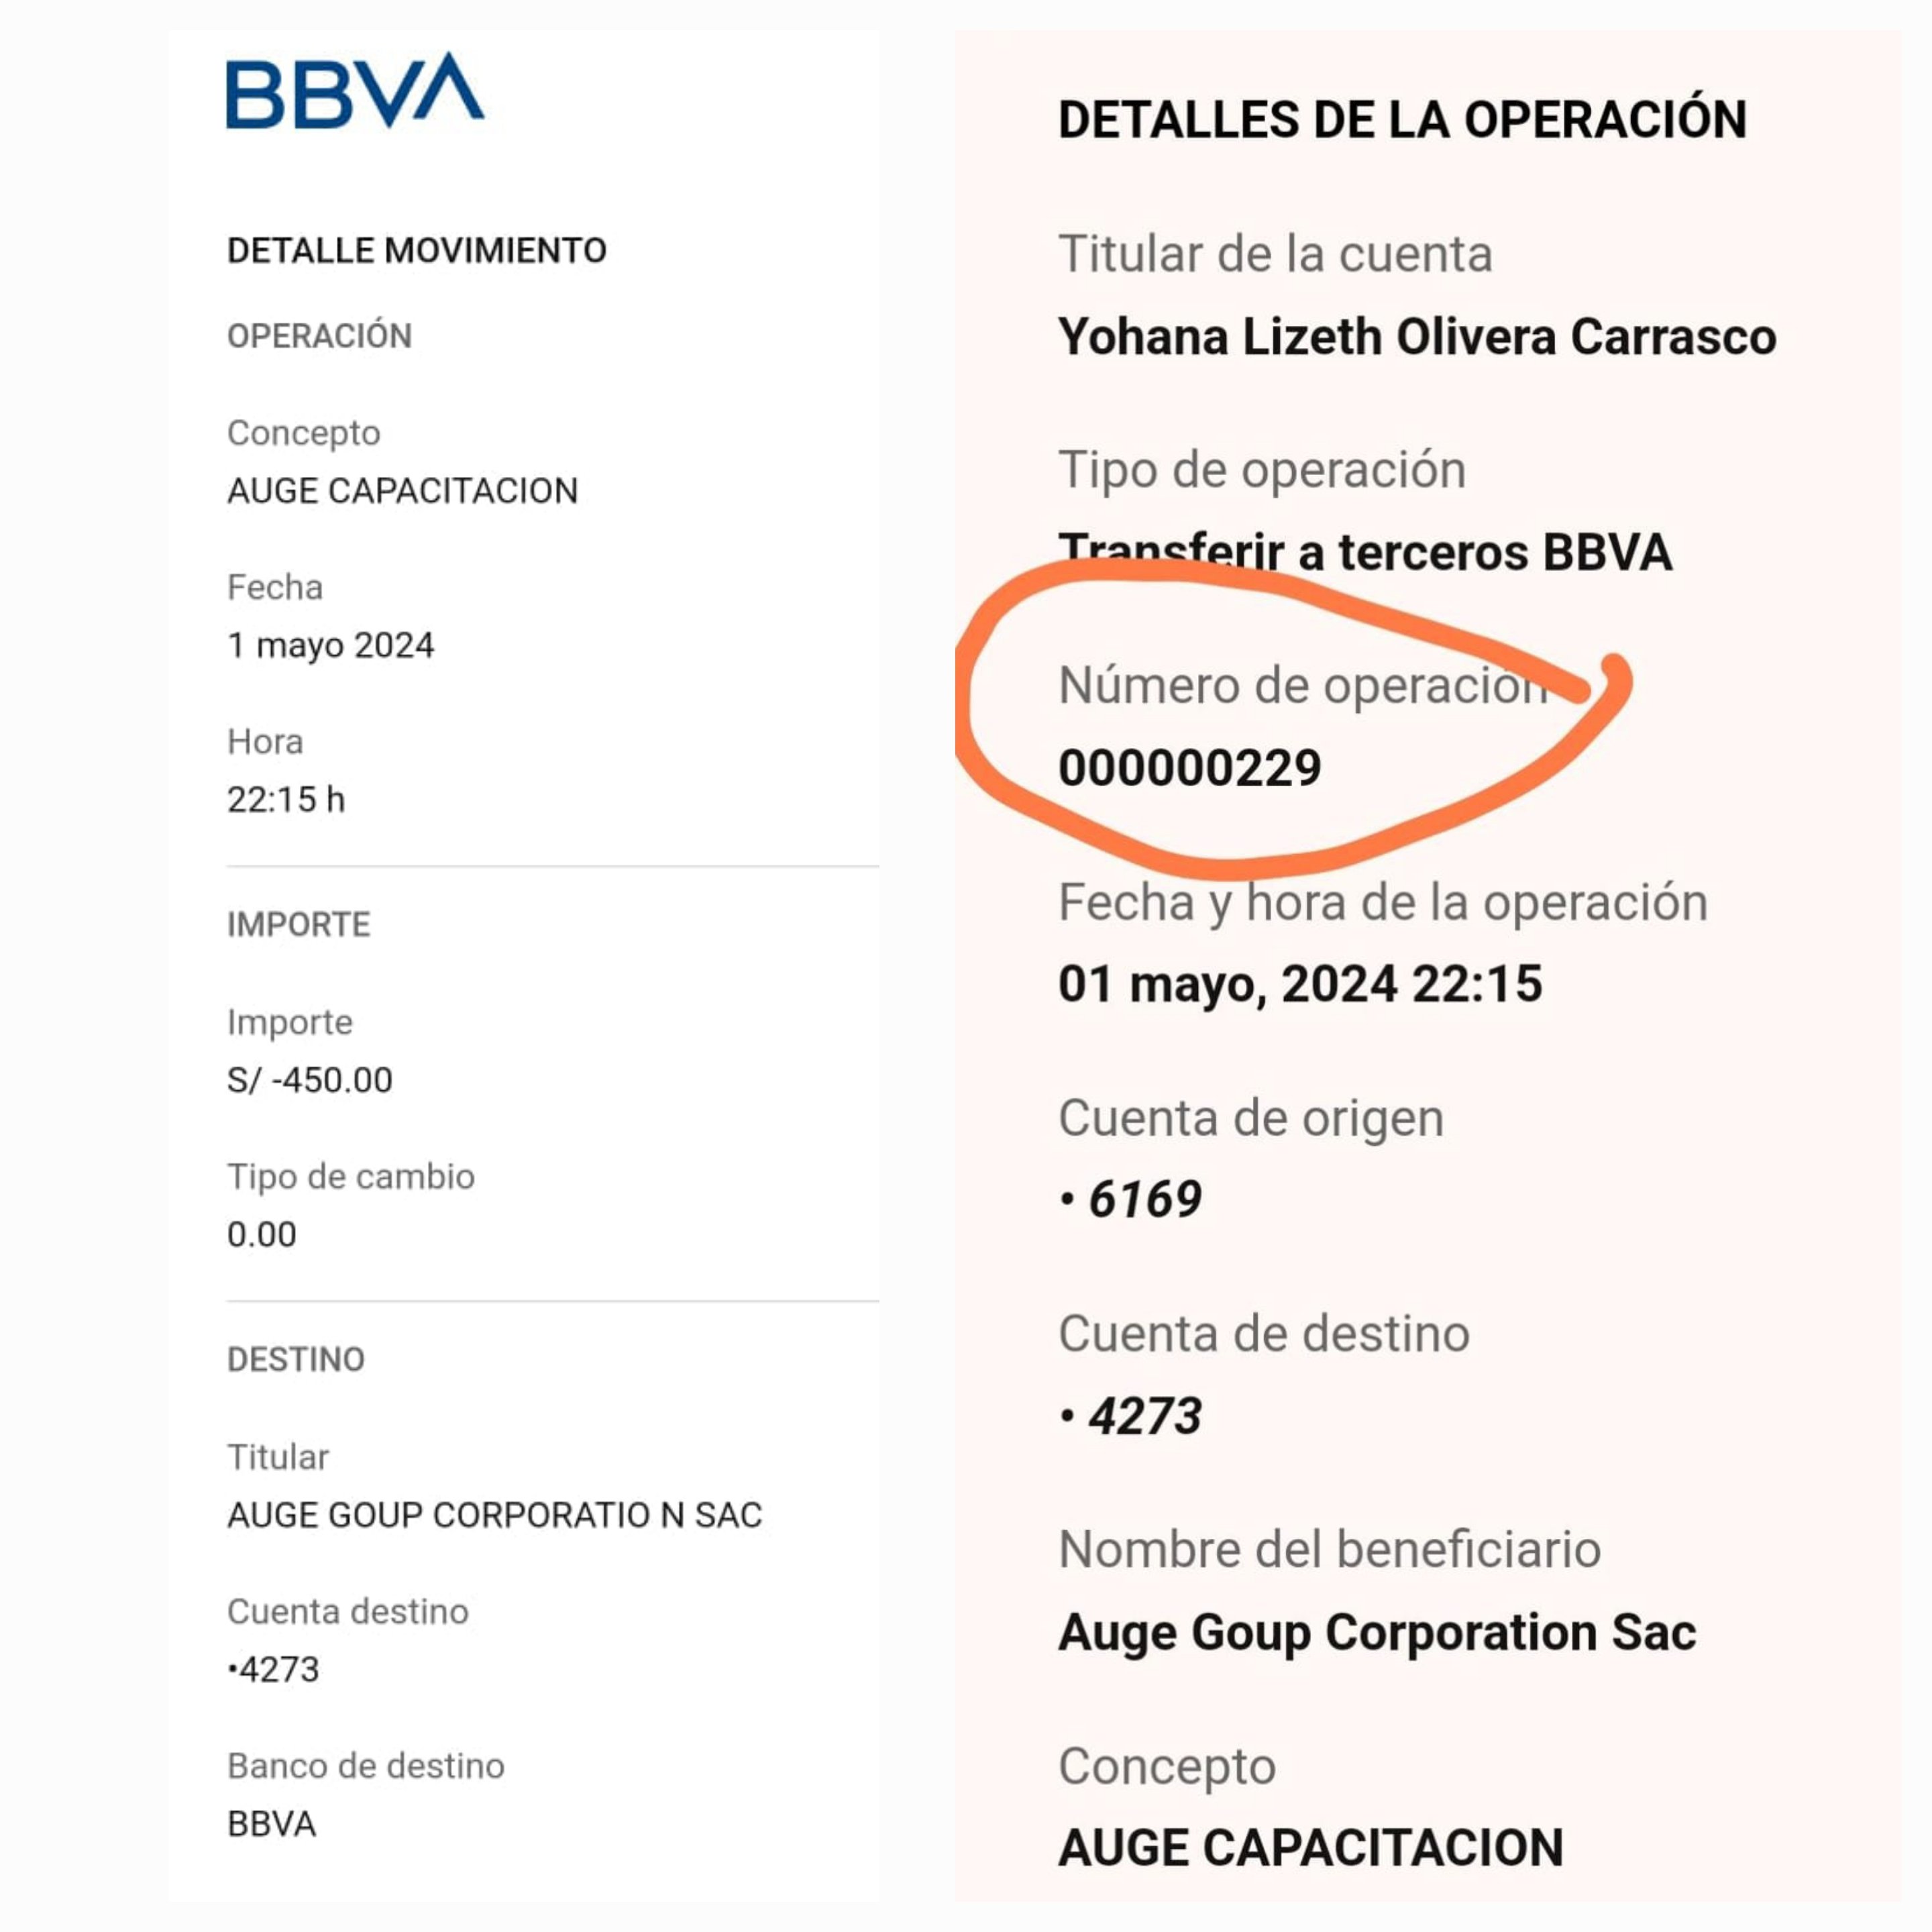 BBVA
DETALLE MOVIMIENTO
OPERACIÓN
Concepto
AUGE CAPACITACION
Fecha
1 mayo 2024
Hora
22:15 h
IMPORTE
Importe
S/ -450.00
Tipo de cambio
0.00
DESTINO
Titular
AUGE GOUP CORPORATIO N SAC
Cuenta destino
•4273
Banco de destino
BBVA
DETALLES DE LA OPERACIÓN
Titular de la cuenta
Yohana Lizeth Olivera Carrasco
Tipo de operación
Transferir a terceros BBVA
Número de operación
000000229
Fecha y hora de la operación
01 mayo, 2024 22:15
Cuenta de origen
• 6169
Cuenta de destino
• 4273
Nombre del beneficiario
Auge Goup Corporation Sac
Concepto
AUGE CAPACITACION